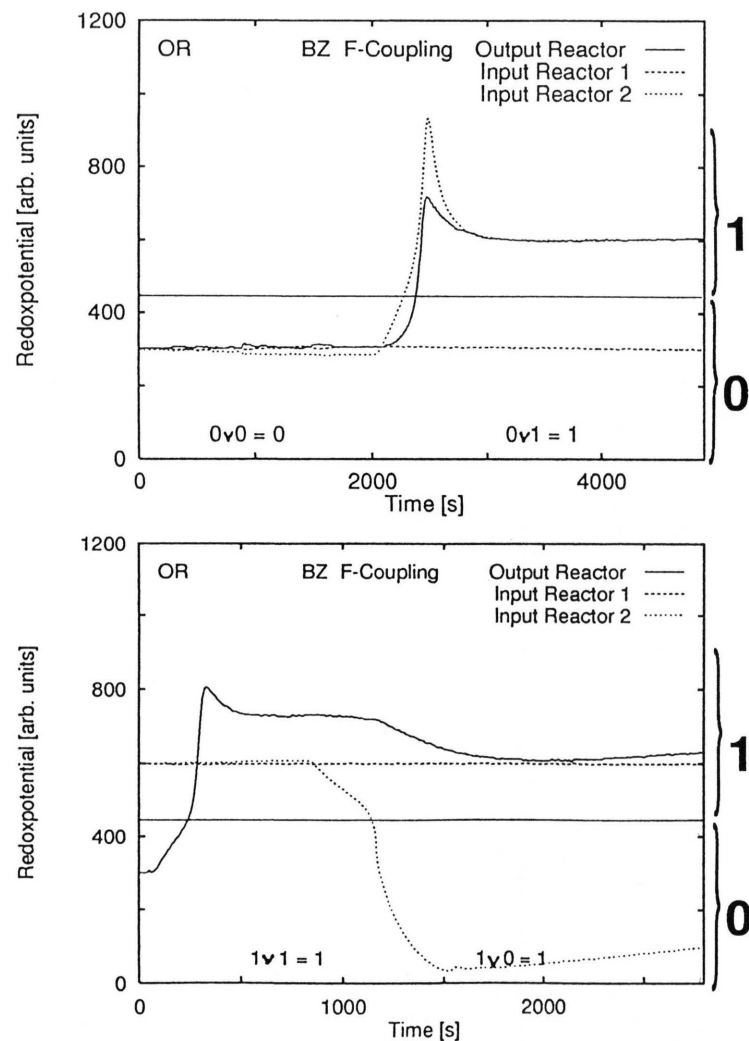 1200
OR BZ F-Coupling Output Reactor
Input Reactor 1
Input Reactor 2
800
1
Redoxpotential [arb. units]
400
0
0v0 = 0 0v1 = 1
0
0 2000 4000
Time [s]
1200
OR BZ F-Coupling Output Reactor
Input Reactor 1
Input Reactor 2
800
1
Redoxpotential [arb. units]
400
0
1v1 = 1 1v0 = 1
0
0 1000 2000
Time [s]